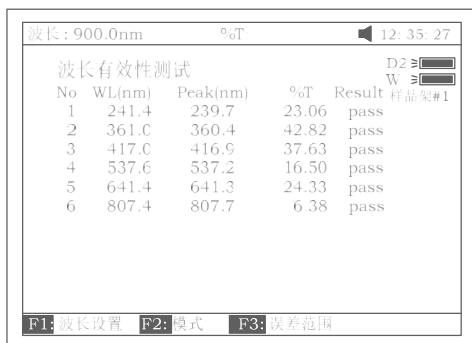 波长: 900.0nm %T 12: 35: 27
D2
波长有效性测试
W
No WL(nm) Peak(nm) %T Result 样品架#1
1 241.4 239.7 23.06 pass
2 361.0 360.4 42.82 pass
3 417.0 416.9 37.63 pass
4 537.6 537.2 16.50 pass
5 641.4 641.3 24.33 pass
6 807.4 807.7 6.38 pass
F1: 波长设置 F2: 模式 F3: 误差范围